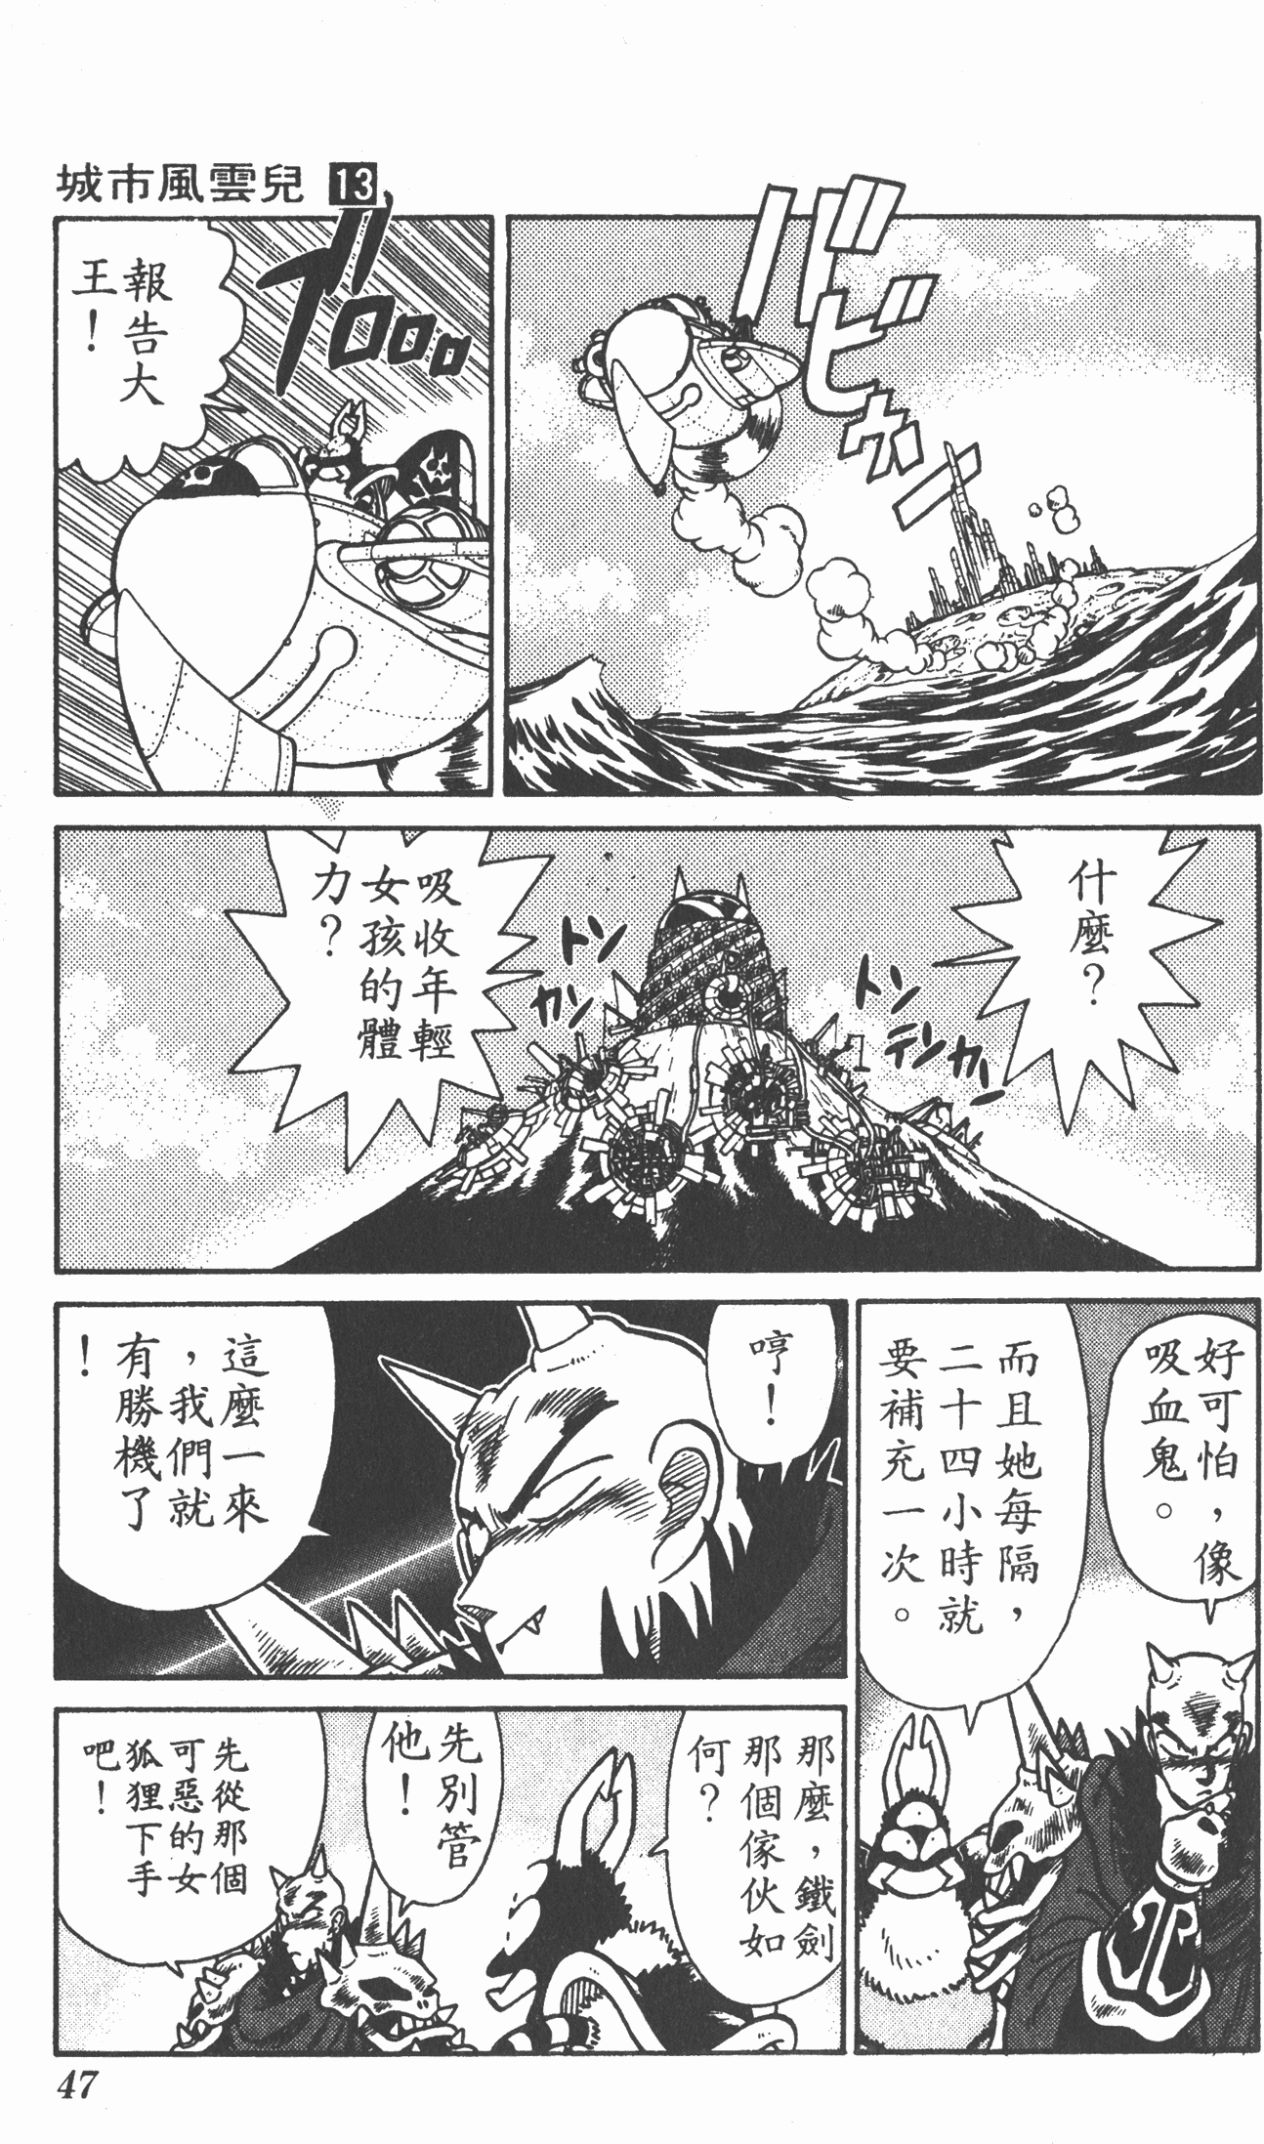 城市風雲兒 13
バビウーン
ブロロロ
報告大
王！
什麼？
吸收年輕
女孩的體
力？
トンテンカン
トンカン
好可怕，像
吸血鬼。
而且她每隔，
二十四小時就
要補充一次。
哼！
這麼一來
，我們就
有勝機了
！
那麼，鐵劍
那個傢伙如
何？
先別管
他！
先從那個
可惡的女
狐狸下手
吧！
47